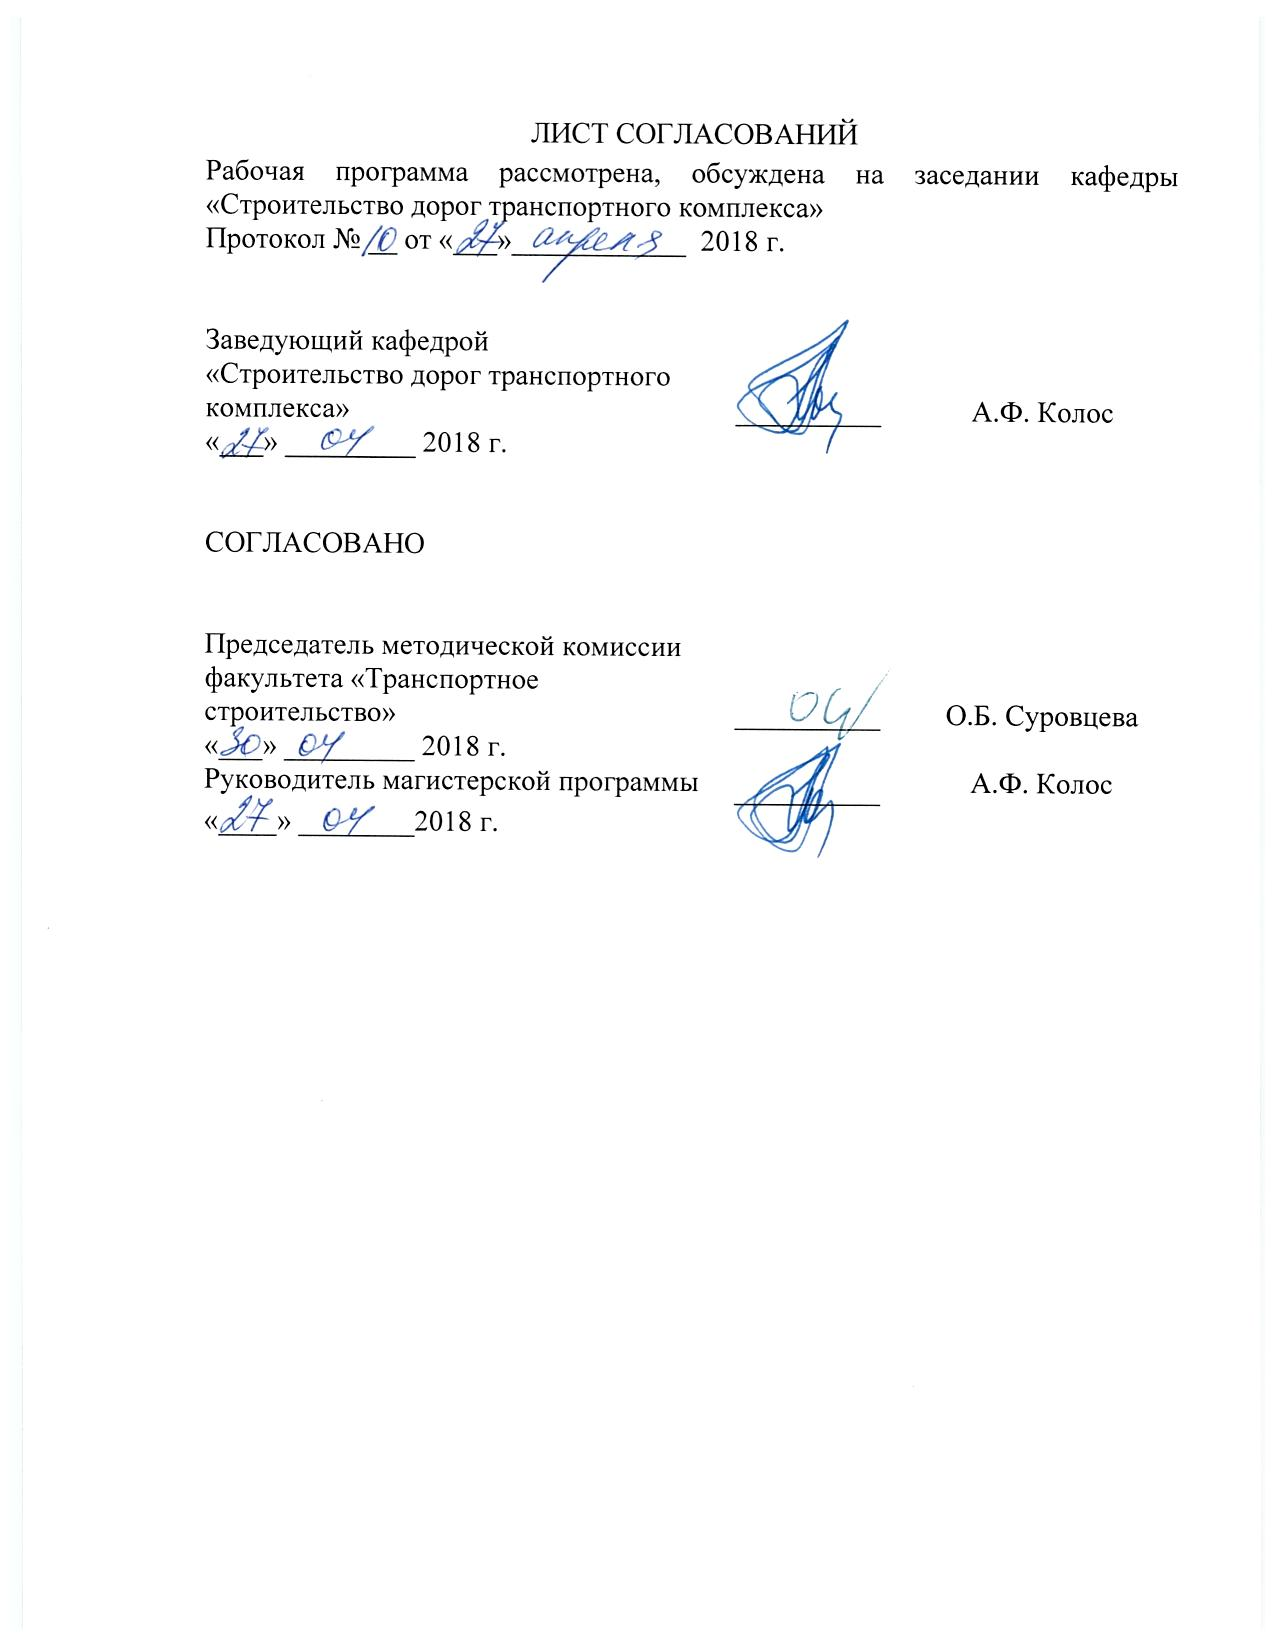 ЛИСТ СОГЛАСОВАНИЙ
Рабочая программа рассмотрена, обсуждена на заседании кафедры
«Строительство дорог транспортного комплекса»
Протокол № 10 от «27» апреля 2018 г.
Заведующий кафедрой
«Строительство дорог транспортного
комплекса» А.Ф. Колос
«27» 04 2018 г.
СОГЛАСОВАНО
Председатель методической комиссии
факультета «Транспортное
строительство» О.Б. Суровцева
«30» 04 2018 г.
Руководитель магистерской программы А.Ф. Колос
«27» 04 2018 г.